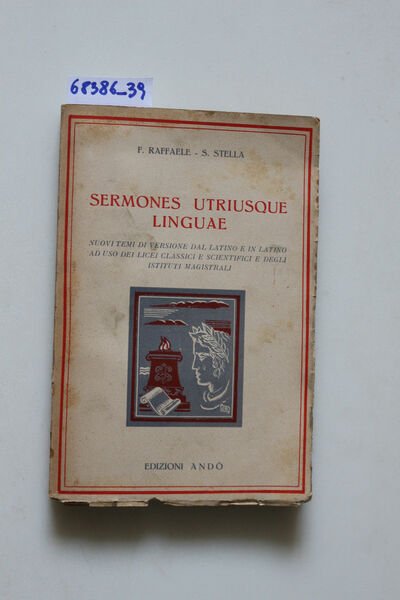 68386_39
F. RAFFAELE - S. STELLA
SERMONES UTRIUSQUE
LINGUAE
NUOVI TEMI DI VERSIONE DAL LATINO E IN LATINO
AD USO DEI LICEI CLASSICI E SCIENTIFICI E DEGLI
ISTITUTI MAGISTRALI
EDIZIONI ANDÒ